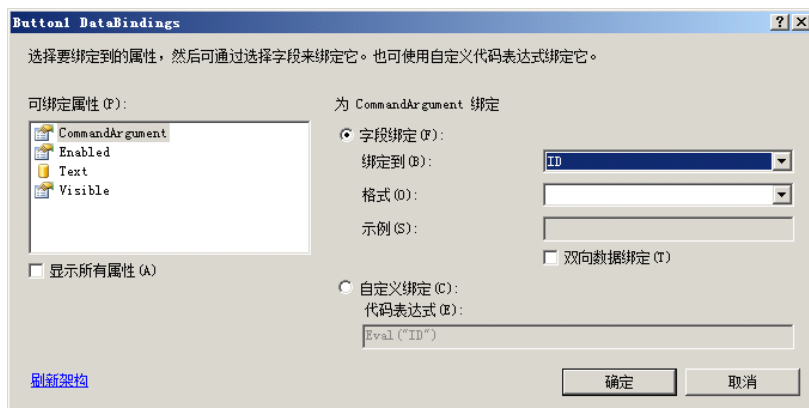 Button1 DataBindings
选择要绑定到的属性，然后可通过选择字段来绑定它。也可使用自定义代码表达式绑定它。
可绑定属性(P):
CommandArgument
Enabled
Text
Visible
显示所有属性(A)
为 CommandArgument 绑定
字段绑定(F):
绑定到(B):
ID
格式(O):
示例(S):
双向数据绑定(T)
自定义绑定(C):
代码表达式(E):
Eval("ID")
刷新架构
确定
取消